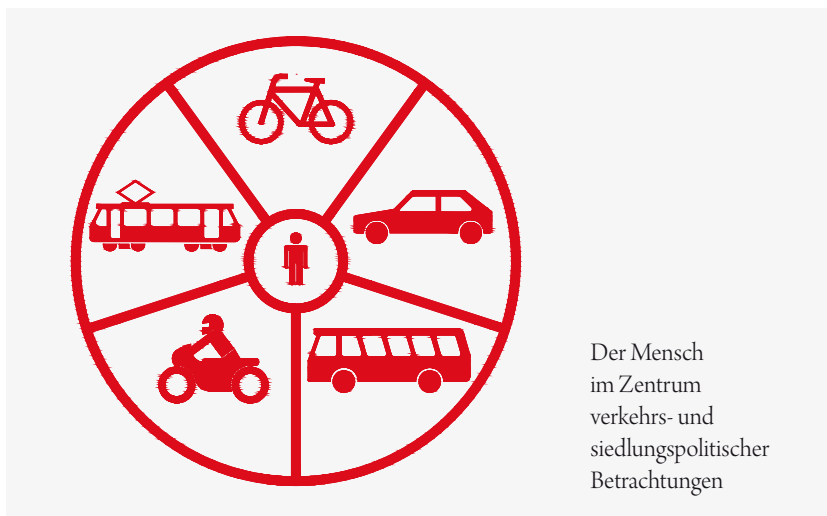 Der Mensch
im Zentrum
verkehrs- und
siedlungspolitischer
Betrachtungen